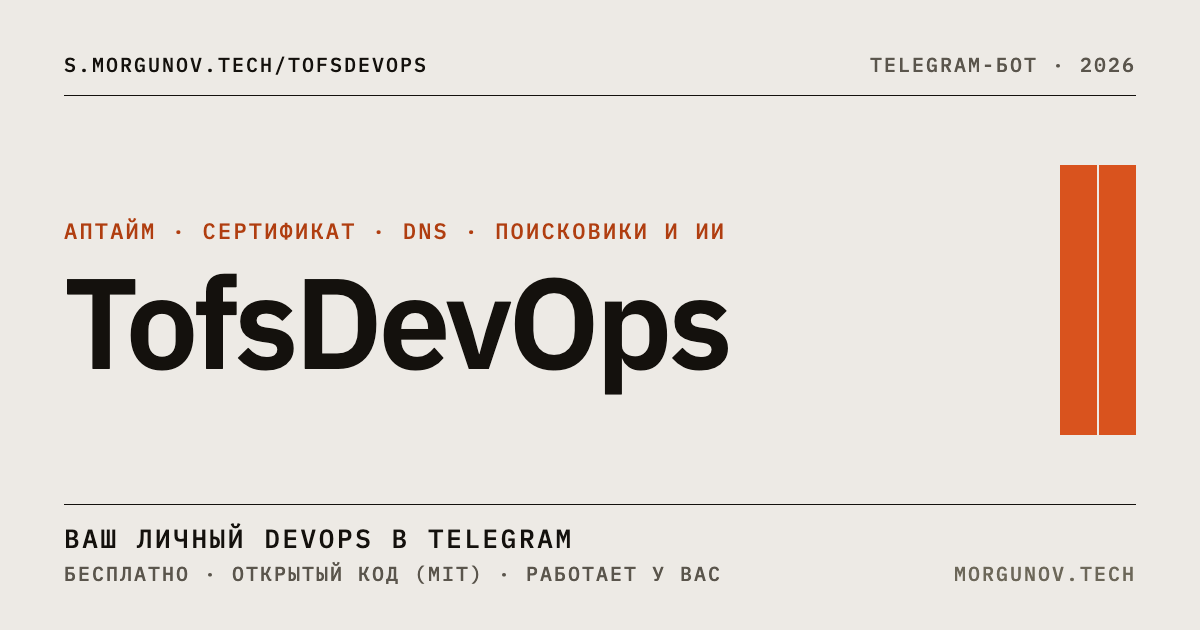 S.MORGUNOV.TECH/TOFSDEVOPS
TELEGRAM-БОТ · 2026
АПТАЙМ · СЕРТИФИКАТ · DNS · ПОИСКОВИКИ И ИИ
TofsDevOps
ВАШ ЛИЧНЫЙ DEVOPS В TELEGRAM
БЕСПЛАТНО · ОТКРЫТЫЙ КОД (MIT) · РАБОТАЕТ У ВАС
MORGUNOV.TECH